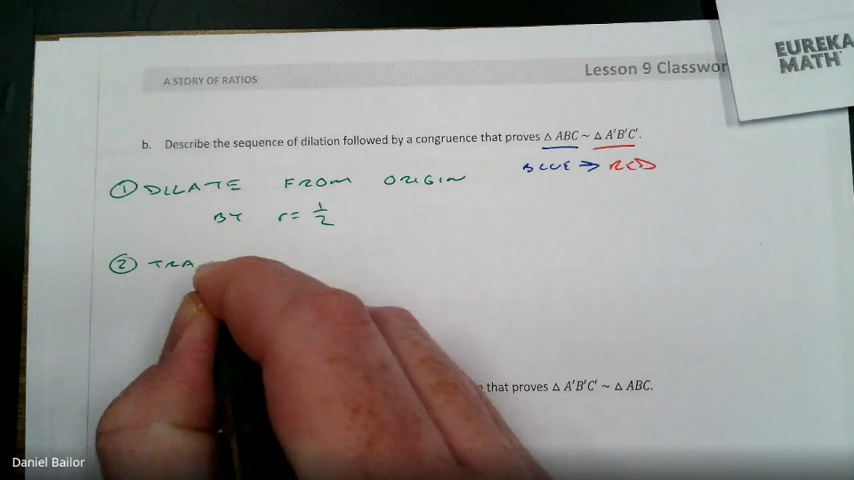 EUREKA
MATH
A STORY OF RATIOS
Lesson 9 Classwor
b. Describe the sequence of dilation followed by a congruence that proves △ ABC ~ △ A'B'C'.
BLUE → RED
① DILATE FROM ORIGIN
BY r = 1/2
② TRA
that proves △ A'B'C' ~ △ ABC.
Daniel Bailor